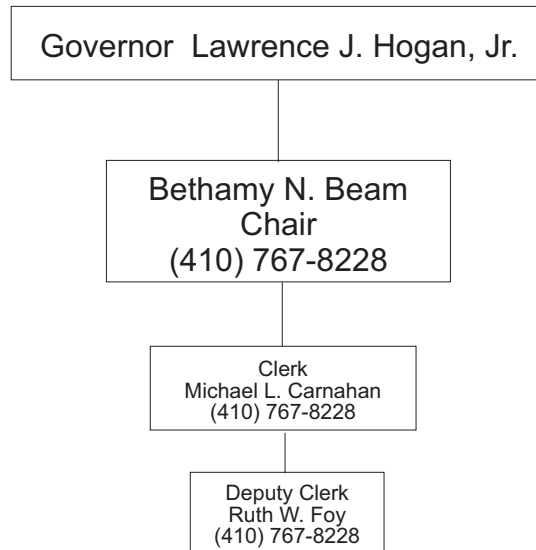 Governor  Lawrence J. Hogan, Jr.
Bethamy N. Beam
Chair
(410) 767-8228
Clerk
Michael L. Carnahan
(410) 767-8228
Deputy Clerk
Ruth W. Foy
(410) 767-8228